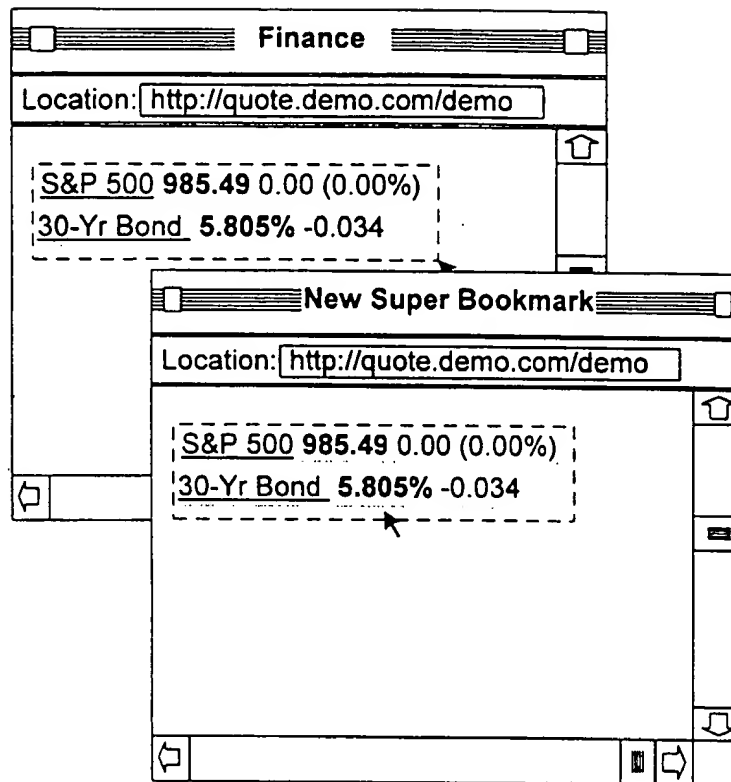 Finance
Location: http://quote.demo.com/demo
S&P 500 985.49 0.00 (0.00%)
30-Yr Bond 5.805% -0.034
New Super Bookmark
Location: http://quote.demo.com/demo
S&P 500 985.49 0.00 (0.00%)
30-Yr Bond 5.805% -0.034